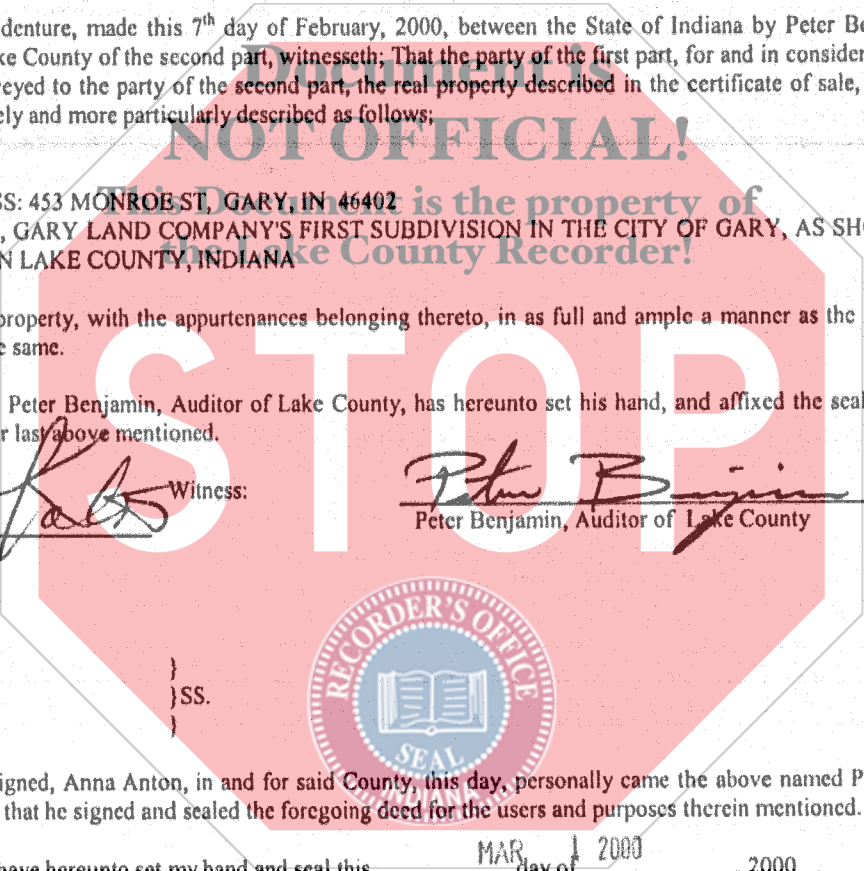 denture, made this 7th day of February, 2000, between the State of Indiana by Peter Be
ke County of the second part, witnesseth; That the party of the first part, for and in consider
Document is
eyed to the party of the second part, the real property described in the certificate of sale,
ely and more particularly described as follows;
NOT OFFICIAL!
SS: 453 MONROE ST, GARY, IN 46402
This Document is the property of
, GARY LAND COMPANY'S FIRST SUBDIVISION IN THE CITY OF GARY, AS SHO
the Lake County Recorder!
N LAKE COUNTY, INDIANA
property, with the appurtenances belonging thereto, in as full and ample a manner as the
e same.
STOP
Peter Benjamin, Auditor of Lake County, has hereunto set his hand, and affixed the seal
r last above mentioned.
Witness:
Peter Benjamin
Peter Benjamin, Auditor of Lake County
RECORDER'S OFFICE
SEAL
INDIANA
}
}SS.
}
igned, Anna Anton, in and for said County, this day, personally came the above named P
that he signed and sealed the foregoing deed for the users and purposes therein mentioned.
MAR 1 2000
have hereunto set my hand and seal this day of 2000